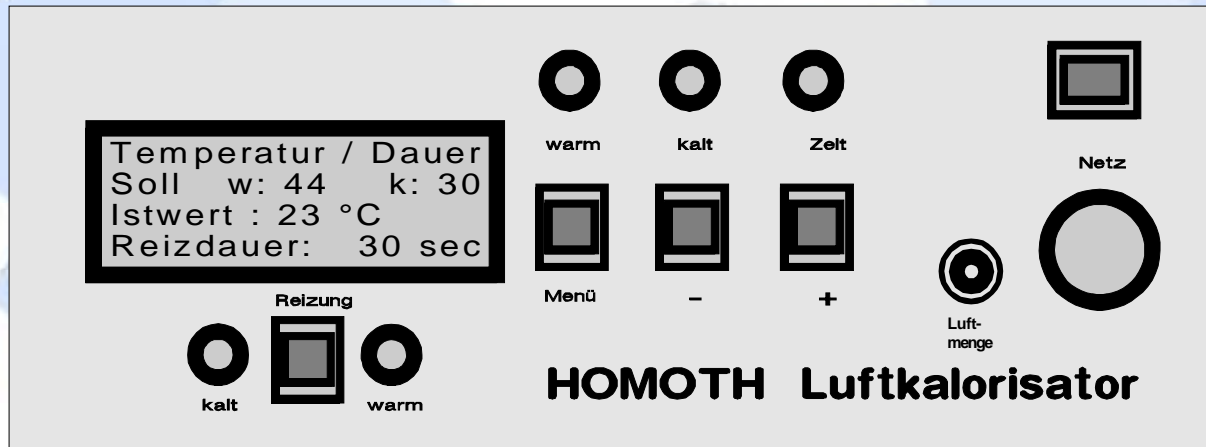 Temperatur / Dauer
Soll w: 44 k: 30
Istwert : 23 °C
Reizdauer: 30 sec
Reizung
kalt
warm
warm
kalt
Zeit
Menü
-
+
Netz
Luft-
menge
HOMOTH Luftkalorisator